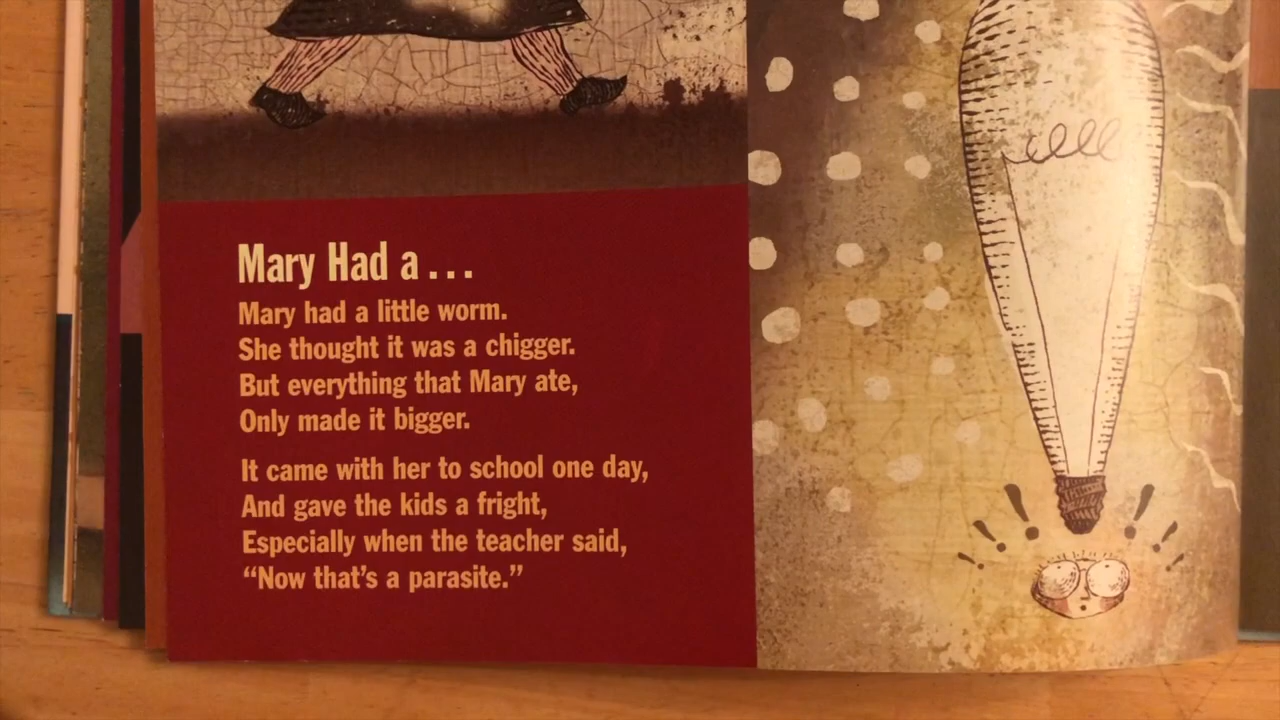 Mary Had a . . .
Mary had a little worm.
She thought it was a chigger.
But everything that Mary ate,
Only made it bigger.
It came with her to school one day,
And gave the kids a fright,
Especially when the teacher said,
“Now that’s a parasite.”